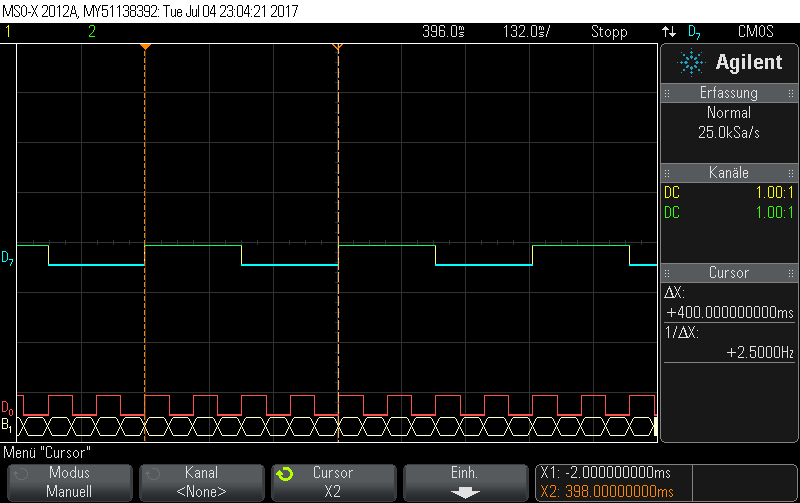 MSO-X 2012A, MY51138392: Tue Jul 04 23:04:21 2017
1 2 396.0ms 132.0ms/ Stopp D7 CMOS
Agilent
Erfassung
Normal
25.0kSa/s
Kanäle
DC 1.00:1
DC 1.00:1
D7
Cursor
ΔX:
+400.000000000ms
1/ΔX:
+2.5000Hz
D0
B1
Menü "Cursor"
Modus Kanal Cursor Einh. X1: -2.000000000ms
Manuell <None> X2 X2: 398.00000000ms